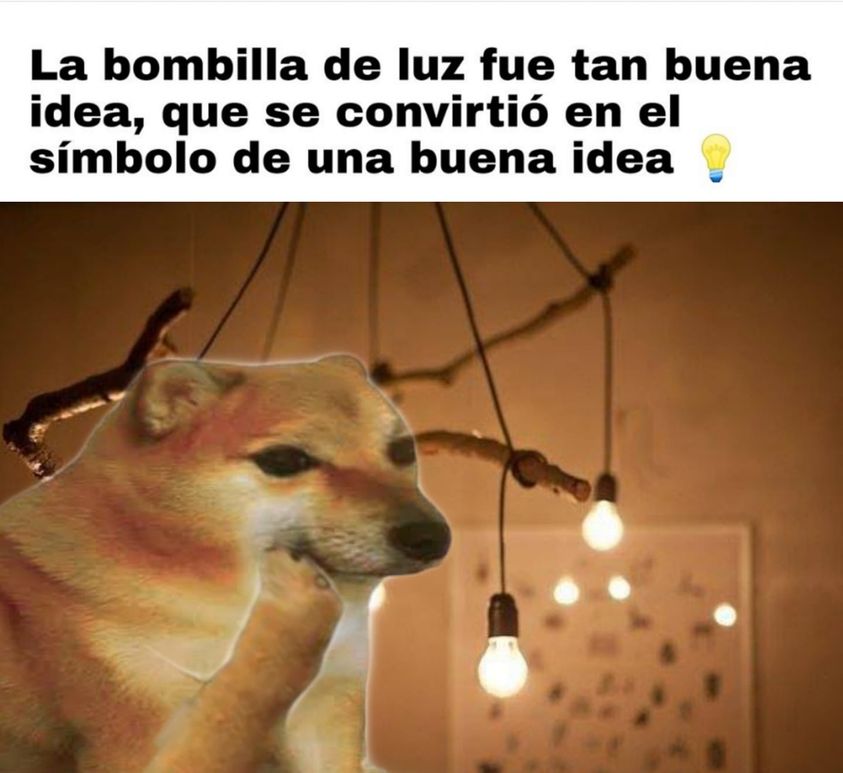 La bombilla de luz fue tan buena
idea, que se convirtió en el
símbolo de una buena idea 💡